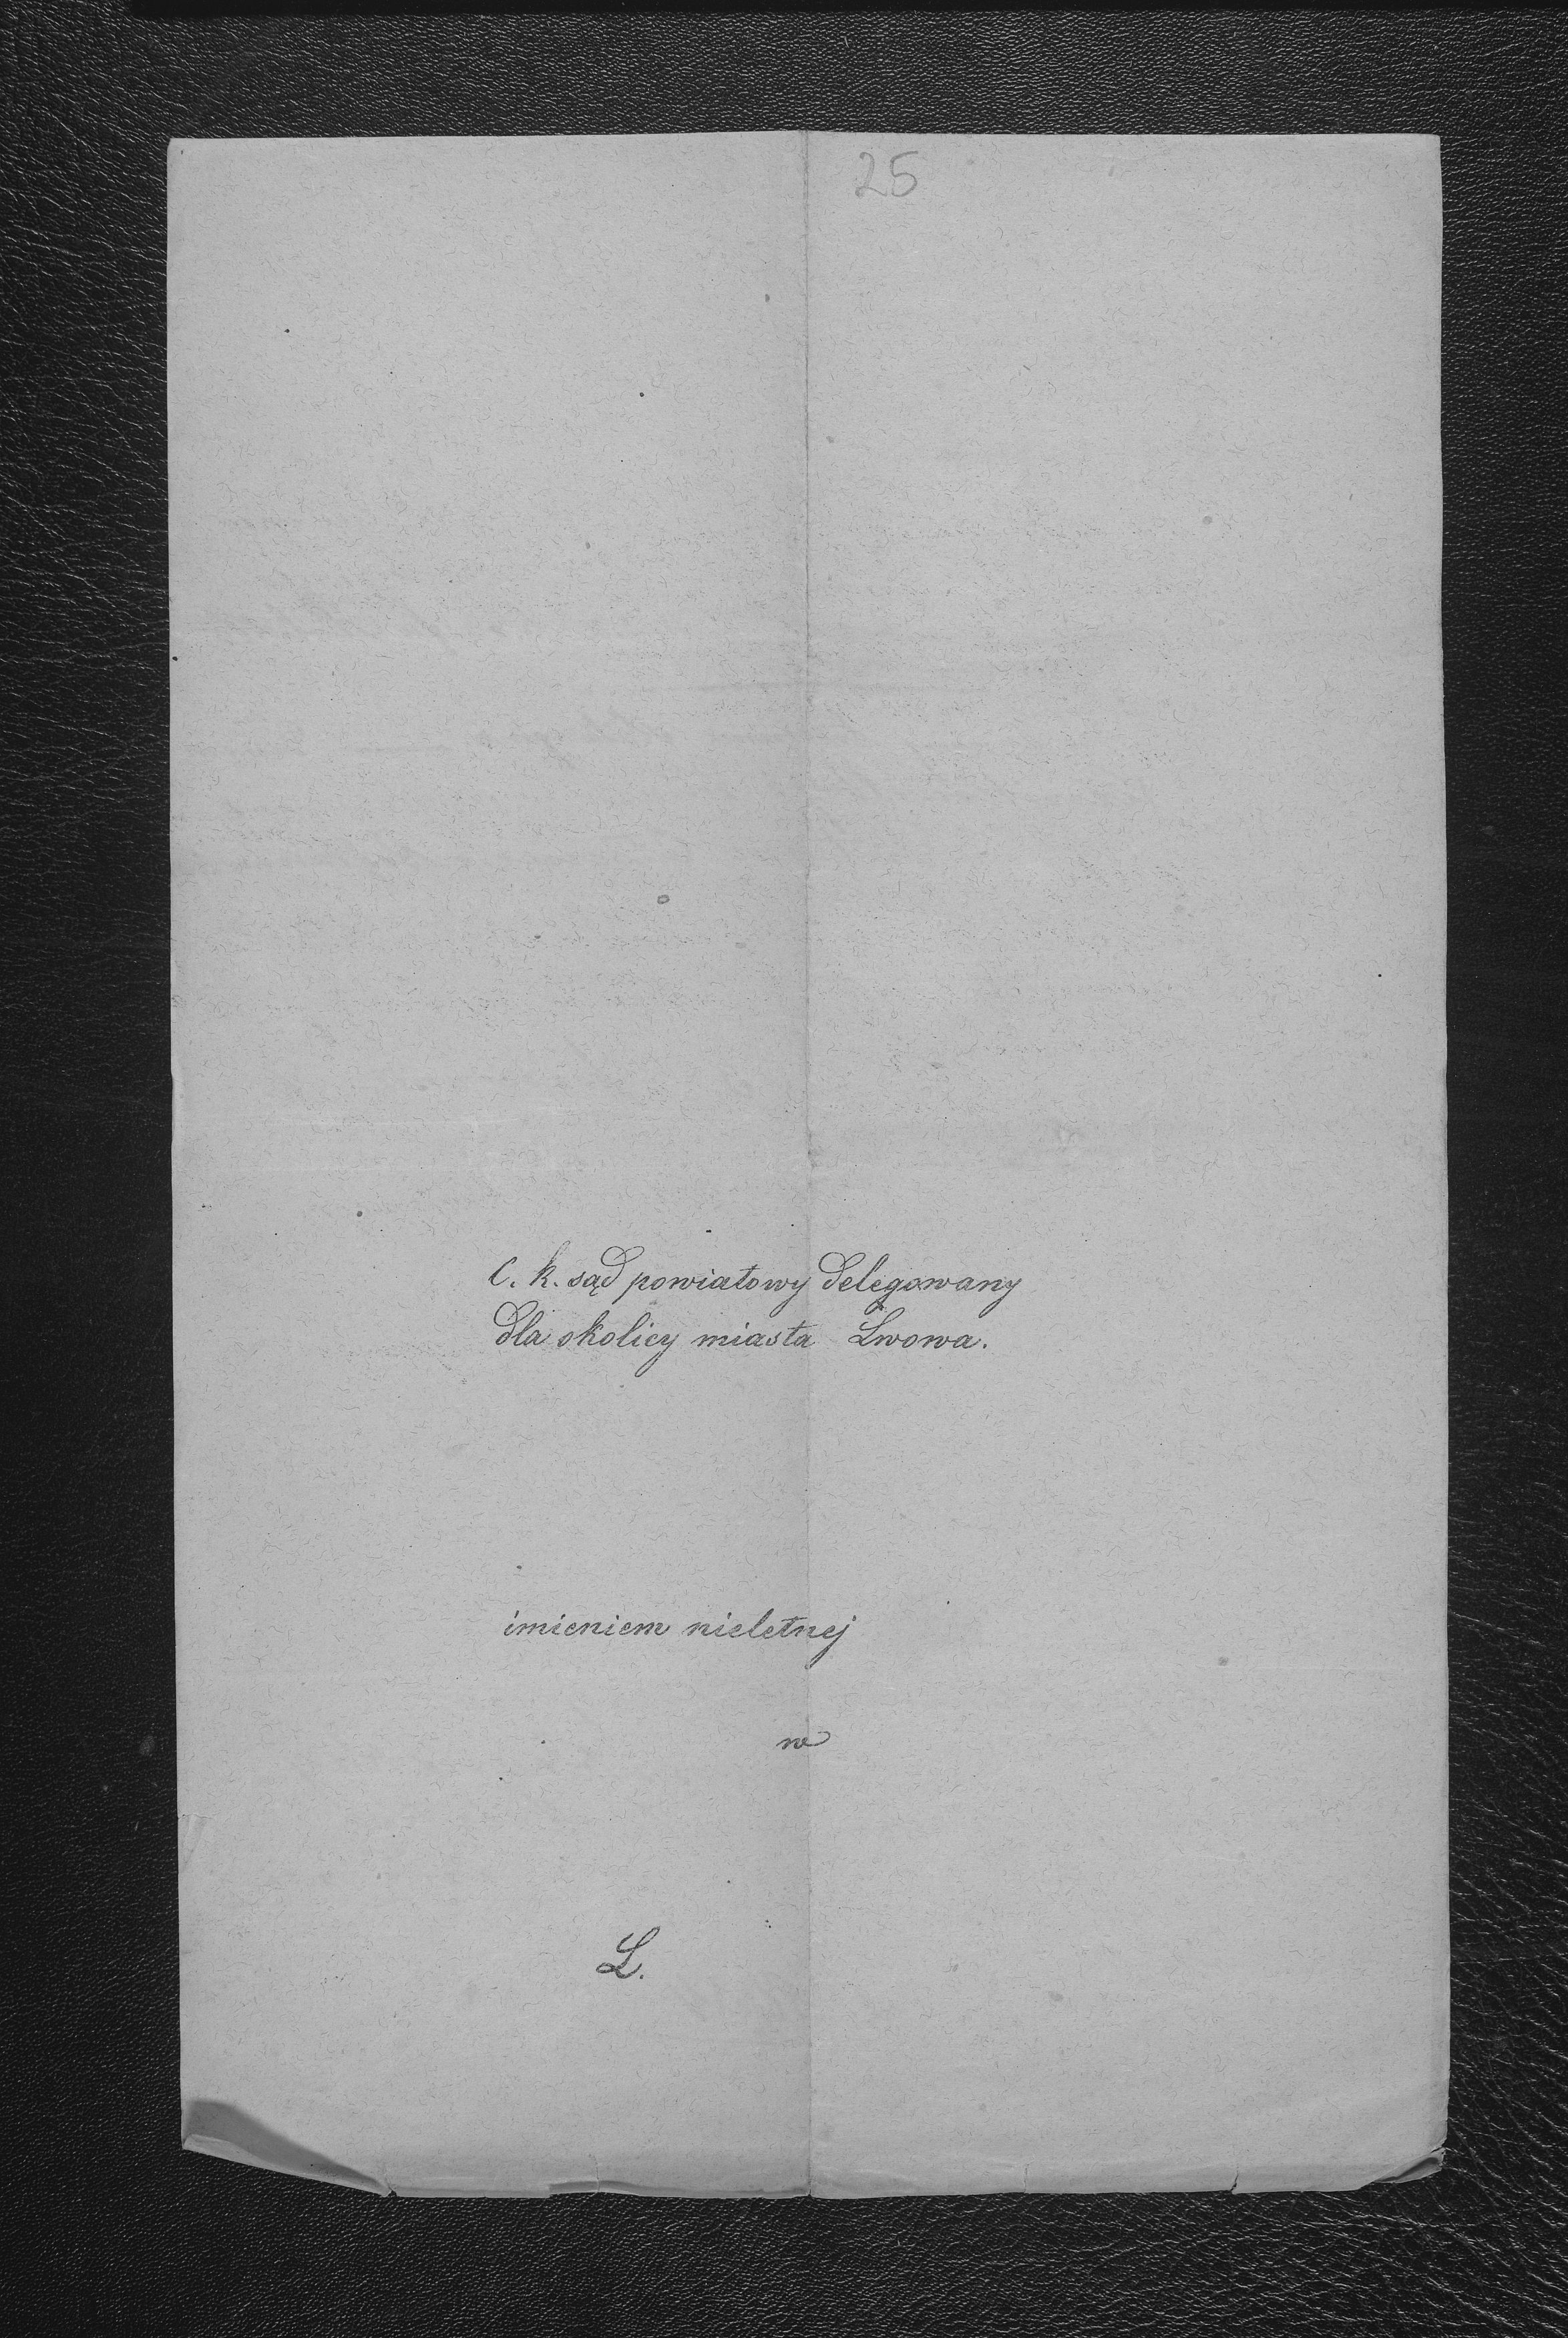 25
C. k. sąd powiatowy delegowany
dla okolicy miasta Lwowa.
imieniem nieletnej
w
L.